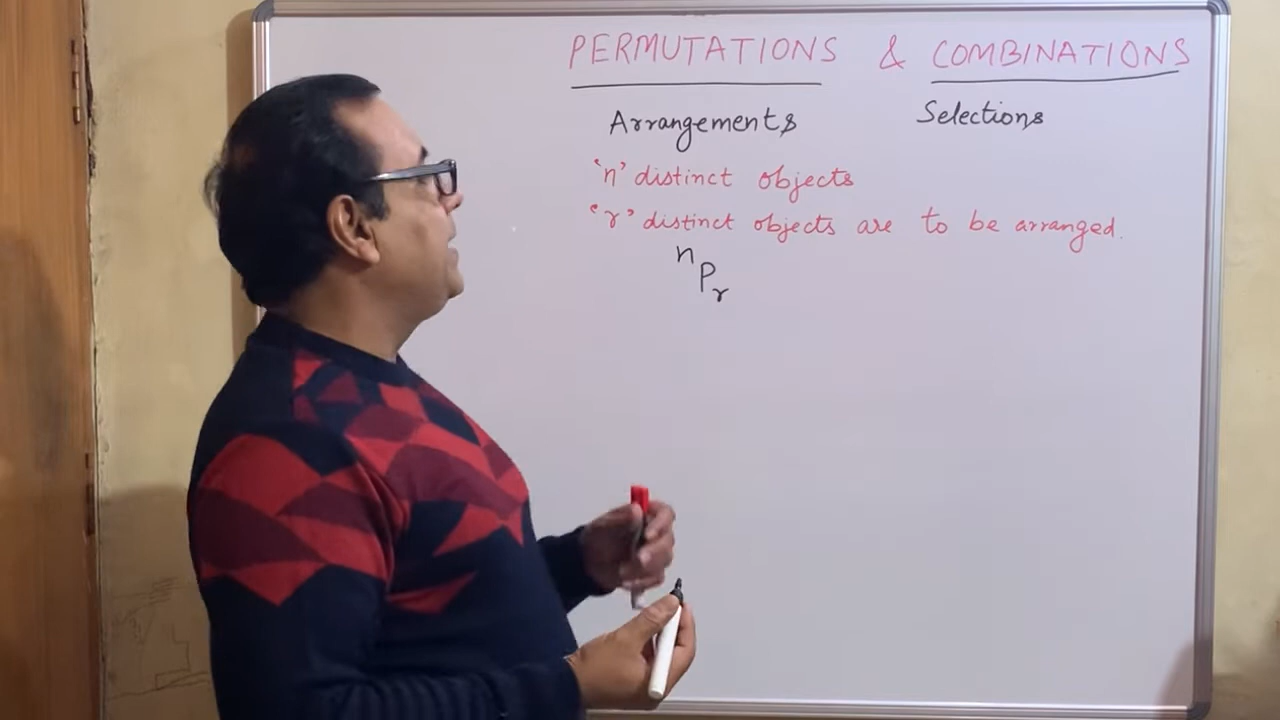 PERMUTATIONS & COMBINATIONS
Arrangements Selections
'n' distinct objects
'r' distinct objects are to be arranged.
nPr